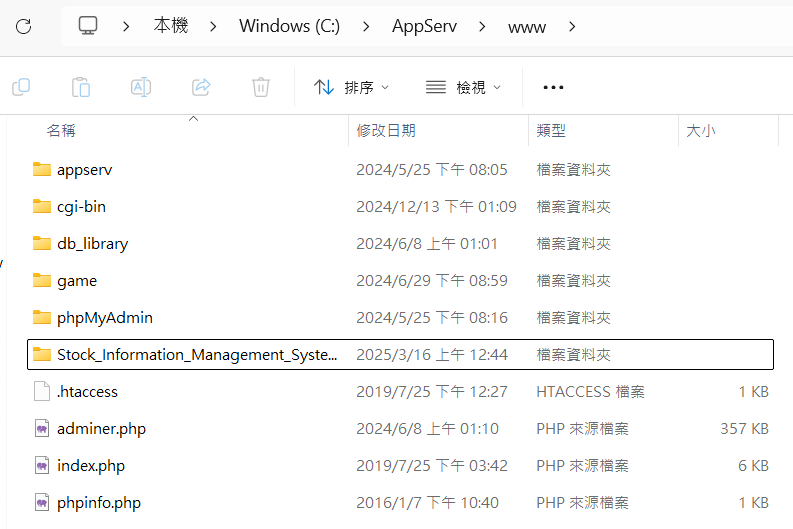 本機 Windows (C:) AppServ www
排序 檢視
名稱 修改日期 類型 大小
appserv 2024/5/25 下午 08:05 檔案資料夾
cgi-bin 2024/12/13 下午 01:09 檔案資料夾
db_library 2024/6/8 上午 01:01 檔案資料夾
game 2024/6/29 下午 08:59 檔案資料夾
phpMyAdmin 2024/5/25 下午 08:16 檔案資料夾
Stock_Information_Management_Syste... 2025/3/16 上午 12:44 檔案資料夾
.htaccess 2019/7/25 下午 12:27 HTACCESS 檔案 1 KB
adminer.php 2024/6/8 上午 01:10 PHP 來源檔案 357 KB
index.php 2019/7/25 下午 03:42 PHP 來源檔案 6 KB
phpinfo.php 2016/1/7 下午 10:40 PHP 來源檔案 1 KB